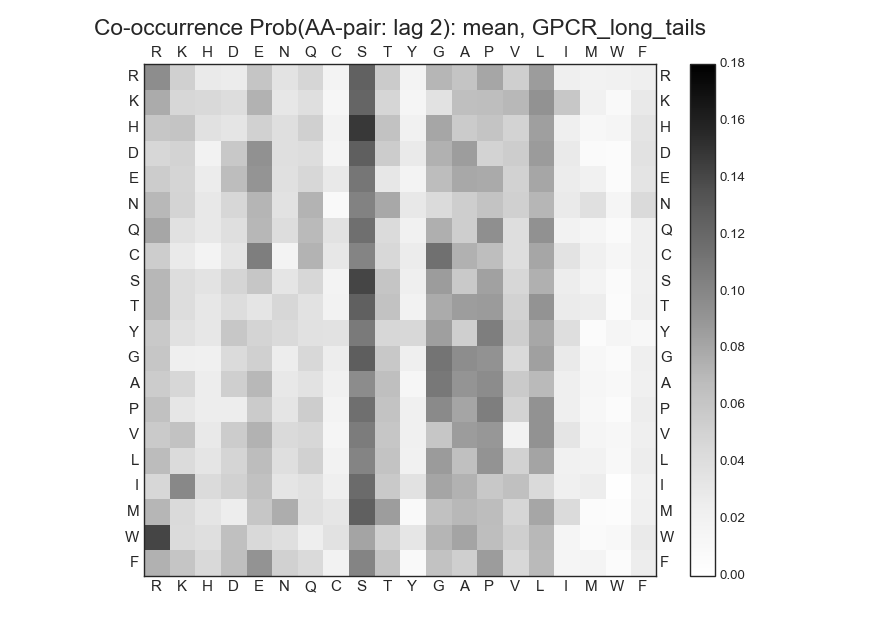 Co-occurrence Prob(AA-pair: lag 2): mean, GPCR_long_tails
R K H D E N Q C S T Y G A P V L I M W F
R R
K K
H H
D D
E E
N N
Q Q
C C
S S
T T
Y Y
G G
A A
P P
V V
L L
I I
M M
W W
F F
R K H D E N Q C S T Y G A P V L I M W F
0.18
0.16
0.14
0.12
0.10
0.08
0.06
0.04
0.02
0.00